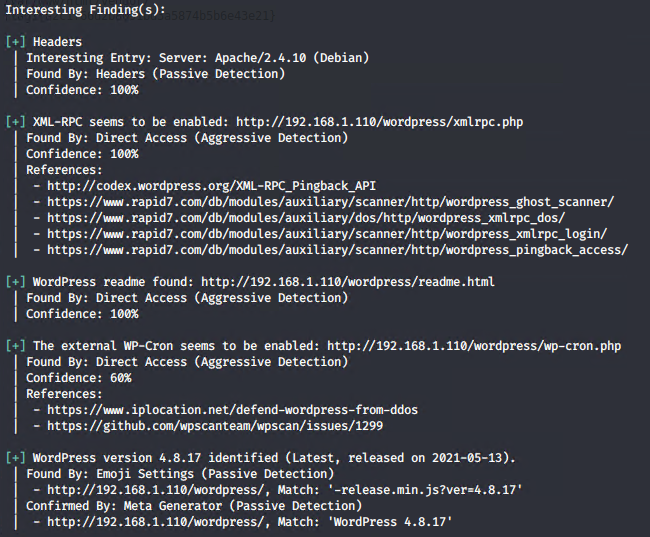 Interesting Finding(s):
[+] Headers
| Interesting Entry: Server: Apache/2.4.10 (Debian)
| Found By: Headers (Passive Detection)
| Confidence: 100%
[+] XML-RPC seems to be enabled: http://192.168.1.110/wordpress/xmlrpc.php
| Found By: Direct Access (Aggressive Detection)
| Confidence: 100%
| References:
| - http://codex.wordpress.org/XML-RPC_Pingback_API
| - https://www.rapid7.com/db/modules/auxiliary/scanner/http/wordpress_ghost_scanner/
| - https://www.rapid7.com/db/modules/auxiliary/dos/http/wordpress_xmlrpc_dos/
| - https://www.rapid7.com/db/modules/auxiliary/scanner/http/wordpress_xmlrpc_login/
| - https://www.rapid7.com/db/modules/auxiliary/scanner/http/wordpress_pingback_access/
[+] WordPress readme found: http://192.168.1.110/wordpress/readme.html
| Found By: Direct Access (Aggressive Detection)
| Confidence: 100%
[+] The external WP-Cron seems to be enabled: http://192.168.1.110/wordpress/wp-cron.php
| Found By: Direct Access (Aggressive Detection)
| Confidence: 60%
| References:
| - https://www.iplocation.net/defend-wordpress-from-ddos
| - https://github.com/wpscanteam/wpscan/issues/1299
[+] WordPress version 4.8.17 identified (Latest, released on 2021-05-13).
| Found By: Emoji Settings (Passive Detection)
| - http://192.168.1.110/wordpress/, Match: '-release.min.js?ver=4.8.17'
| Confirmed By: Meta Generator (Passive Detection)
| - http://192.168.1.110/wordpress/, Match: 'WordPress 4.8.17'